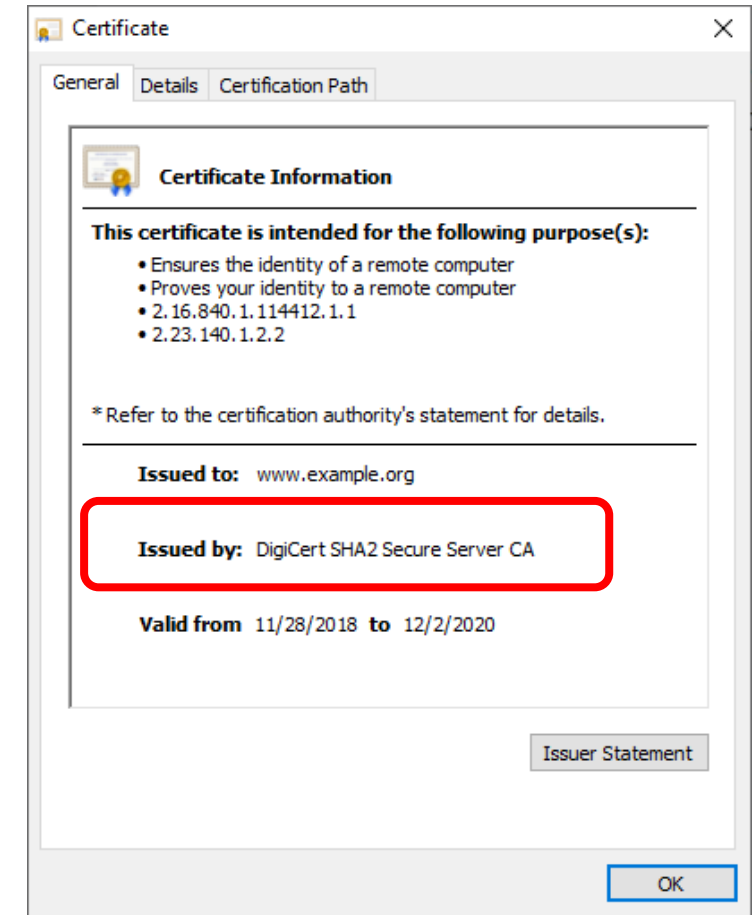 Certificate
General Details Certification Path
Certificate Information
This certificate is intended for the following purpose(s):
• Ensures the identity of a remote computer
• Proves your identity to a remote computer
• 2.16.840.1.114412.1.1
• 2.23.140.1.2.2
* Refer to the certification authority's statement for details.
Issued to: www.example.org
Issued by: DigiCert SHA2 Secure Server CA
Valid from 11/28/2018 to 12/2/2020
Issuer Statement
OK